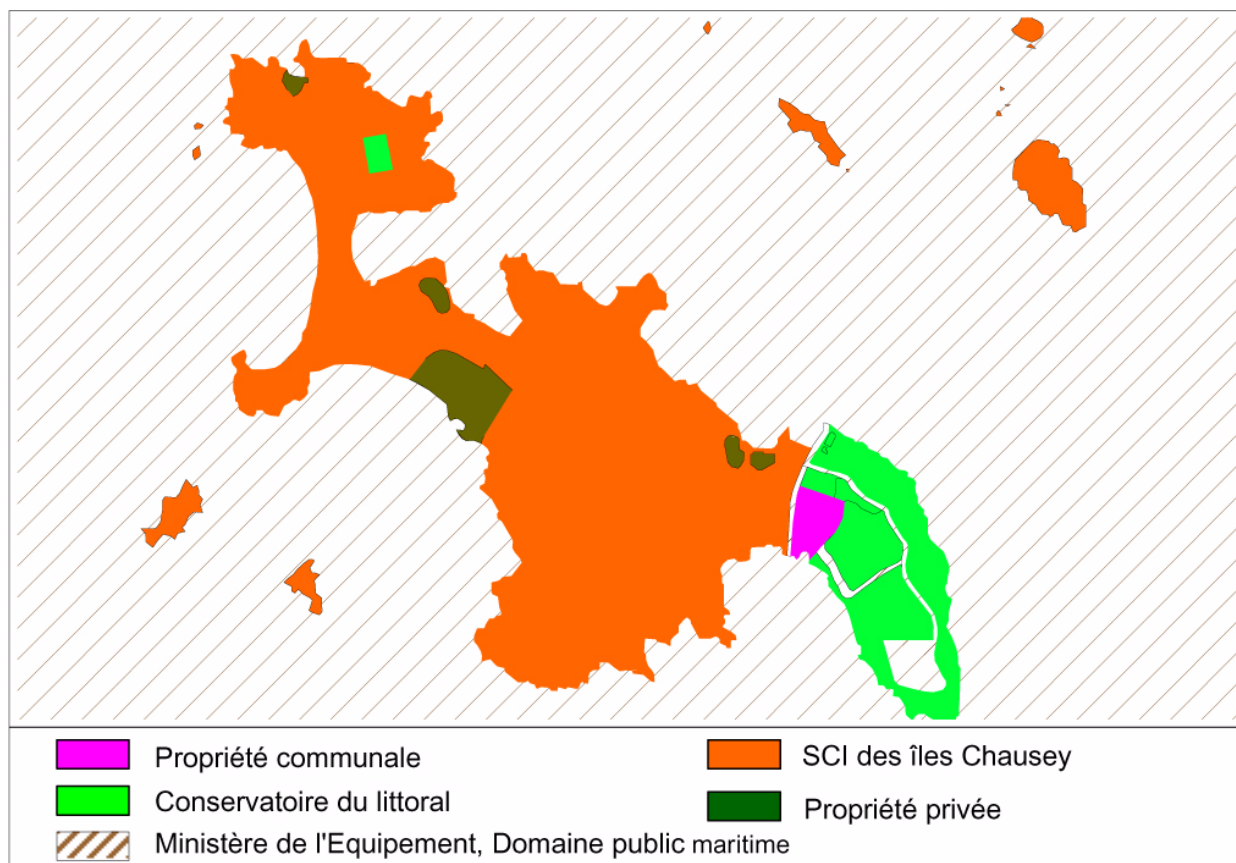 Propriété communale
SCI des îles Chausey
Conservatoire du littoral
Propriété privée
Ministère de l'Equipement, Domaine public maritime